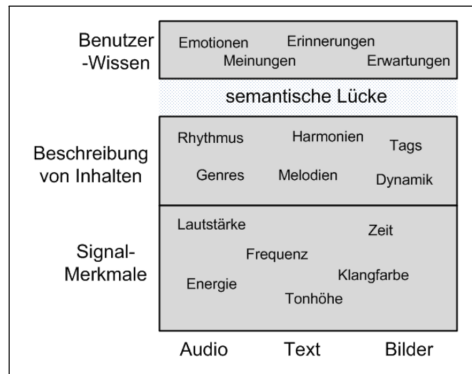 Benutzer
-Wissen
Emotionen Erinnerungen
Meinungen Erwartungen
semantische Lücke
Beschreibung
von Inhalten
Rhythmus Harmonien Tags
Genres Melodien Dynamik
Signal-
Merkmale
Lautstärke Zeit
Frequenz
Energie Klangfarbe
Tonhöhe
Audio Text Bilder